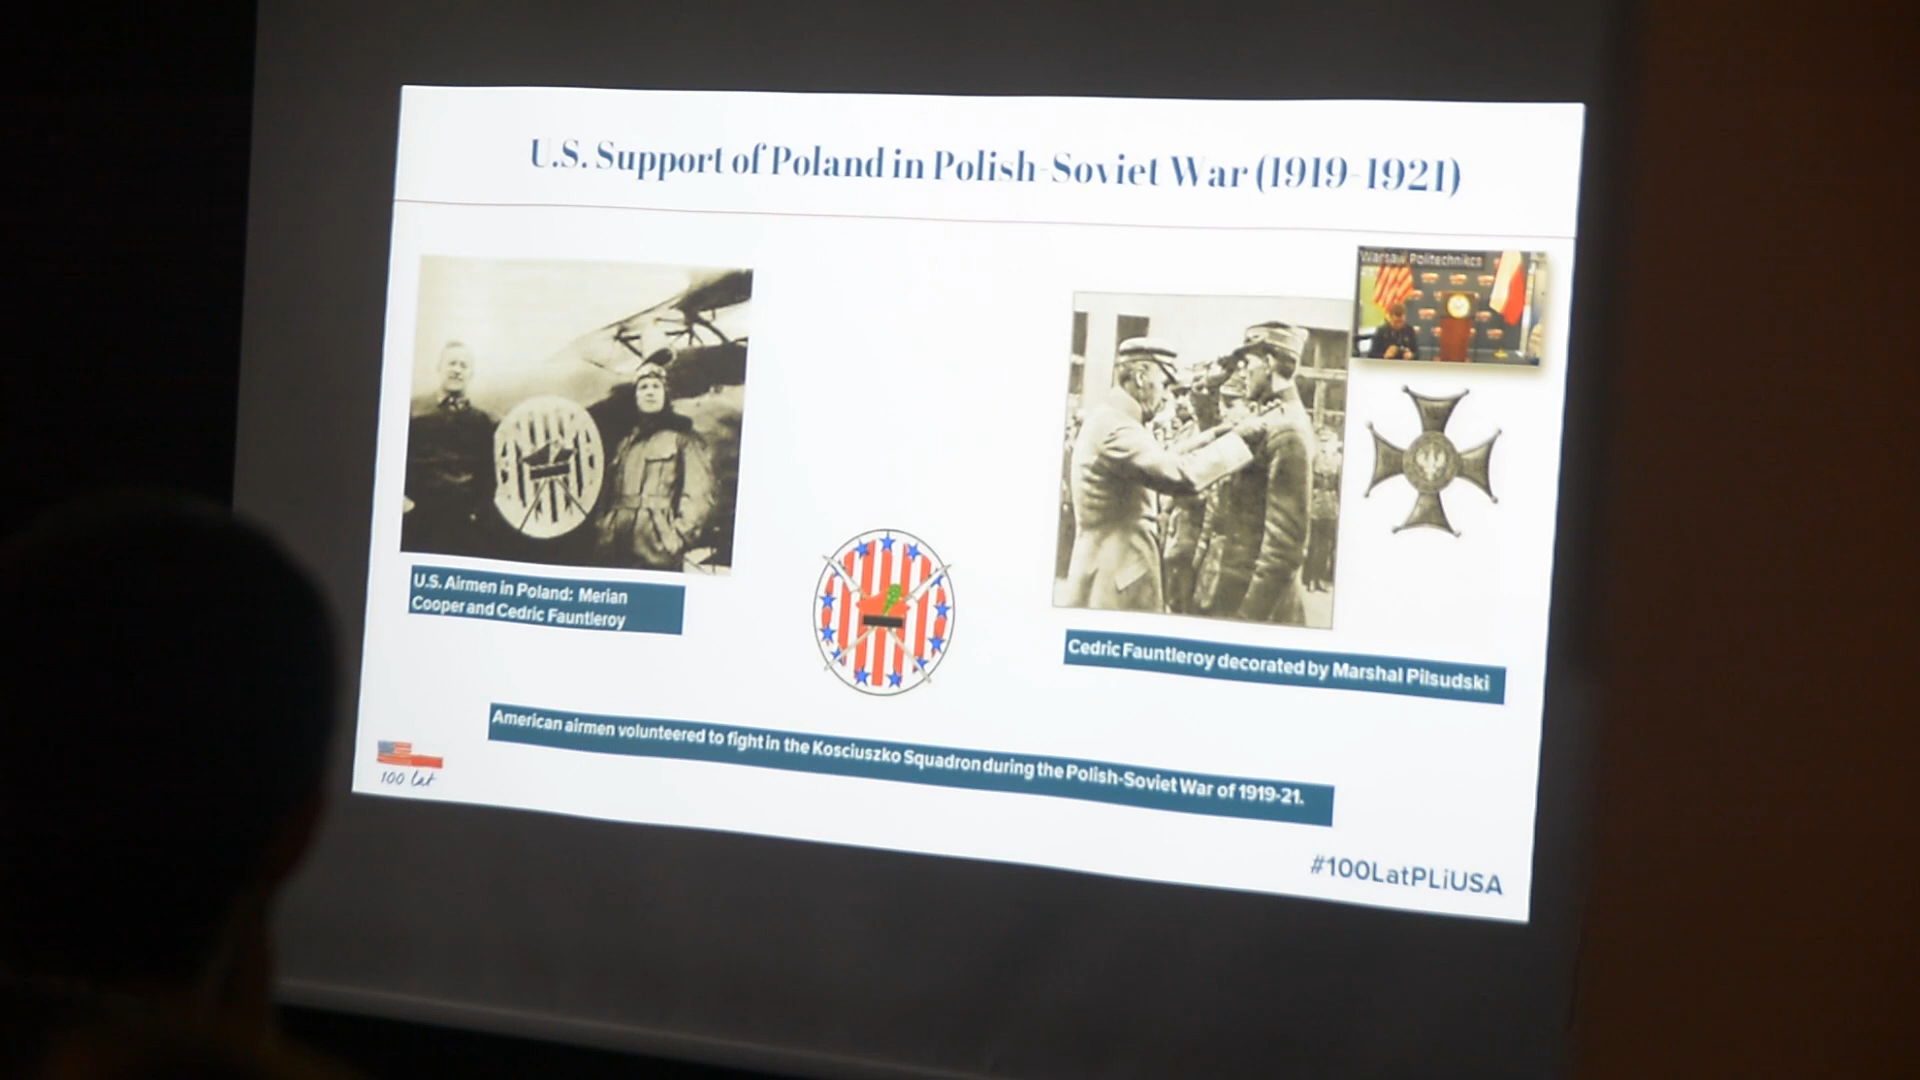 U.S. Support of Poland in Polish-Soviet War (1919-1921)
Warsaw Politechnikcs
U.S. Airmen in Poland: Merian
Cooper and Cedric Fauntleroy
Cedric Fauntleroy decorated by Marshal Pilsudski
American airmen volunteered to fight in the Kosciuszko Squadron during the Polish-Soviet War of 1919-21.
100 lat
#100LatPLiUSA